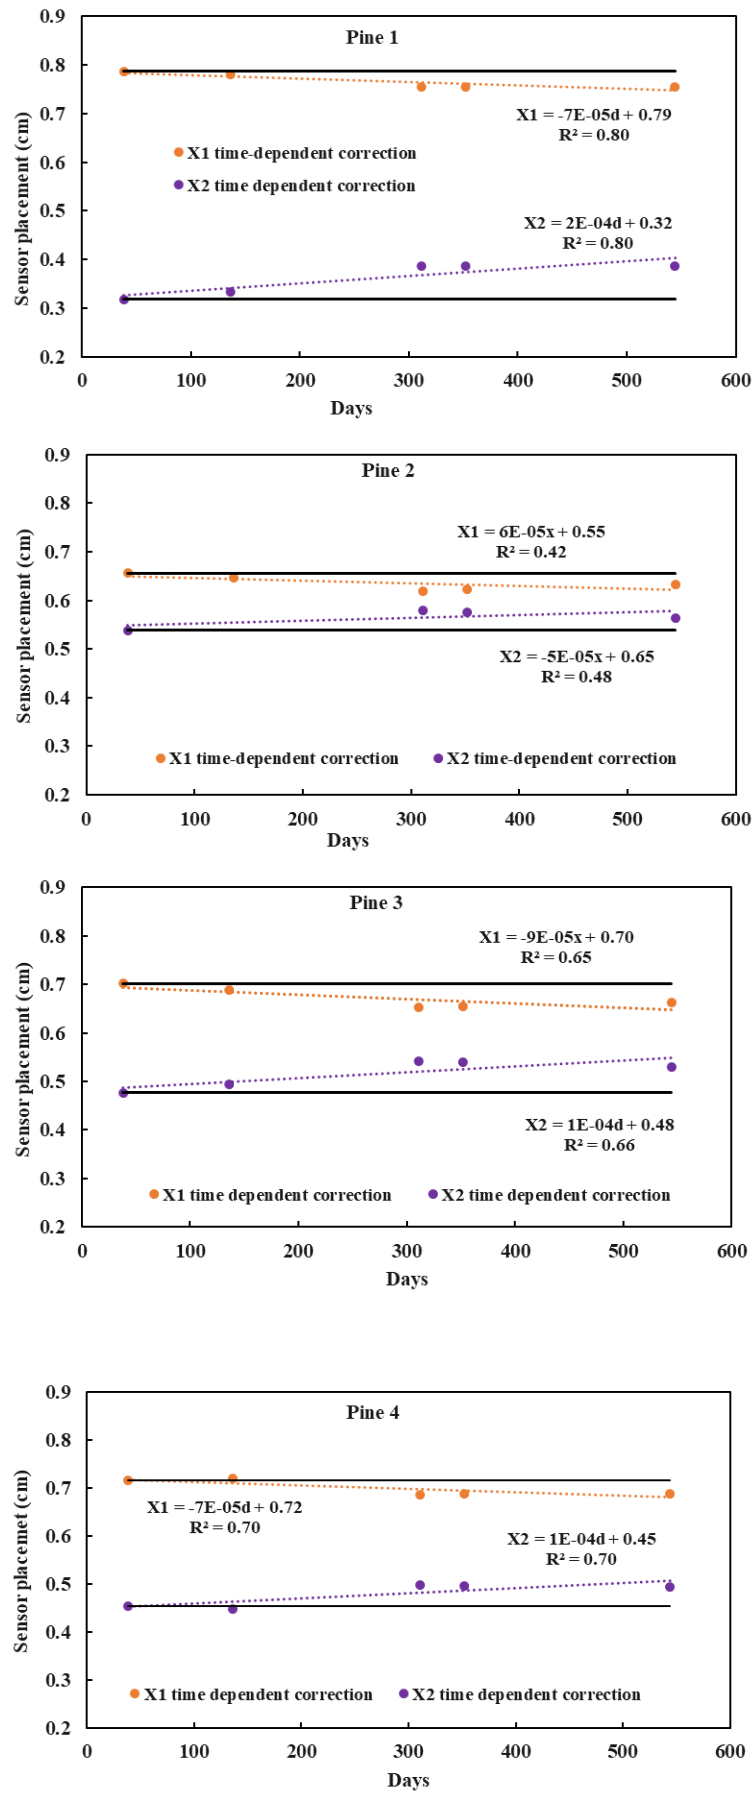 Pine 1
0.9
0.8
0.7
0.6
0.5
0.4
0.3
0.2
Sensor placement (cm)
X1 = -7E-05d + 0.79
R² = 0.80
X1 time-dependent correction
X2 time dependent correction
X2 = 2E-04d + 0.32
R² = 0.80
0 100 200 300 400 500 600
Days
Pine 2
0.9
0.8
0.7
0.6
0.5
0.4
0.3
0.2
Sensor placement (cm)
X1 = 6E-05x + 0.55
R² = 0.42
X2 = -5E-05x + 0.65
R² = 0.48
X1 time-dependent correction X2 time-dependent correction
0 100 200 300 400 500 600
Days
Pine 3
0.9
0.8
0.7
0.6
0.5
0.4
0.3
0.2
Sensor placement (cm)
X1 = -9E-05x + 0.70
R² = 0.65
X2 = 1E-04d + 0.48
R² = 0.66
X1 time dependent correction X2 time dependent correction
0 100 200 300 400 500 600
Days
Pine 4
0.9
0.8
0.7
0.6
0.5
0.4
0.3
0.2
Sensor placemet (cm)
X1 = -7E-05d + 0.72
R² = 0.70
X2 = 1E-04d + 0.45
R² = 0.70
X1 time dependent correction X2 time dependent correction
0 100 200 300 400 500 600
Days